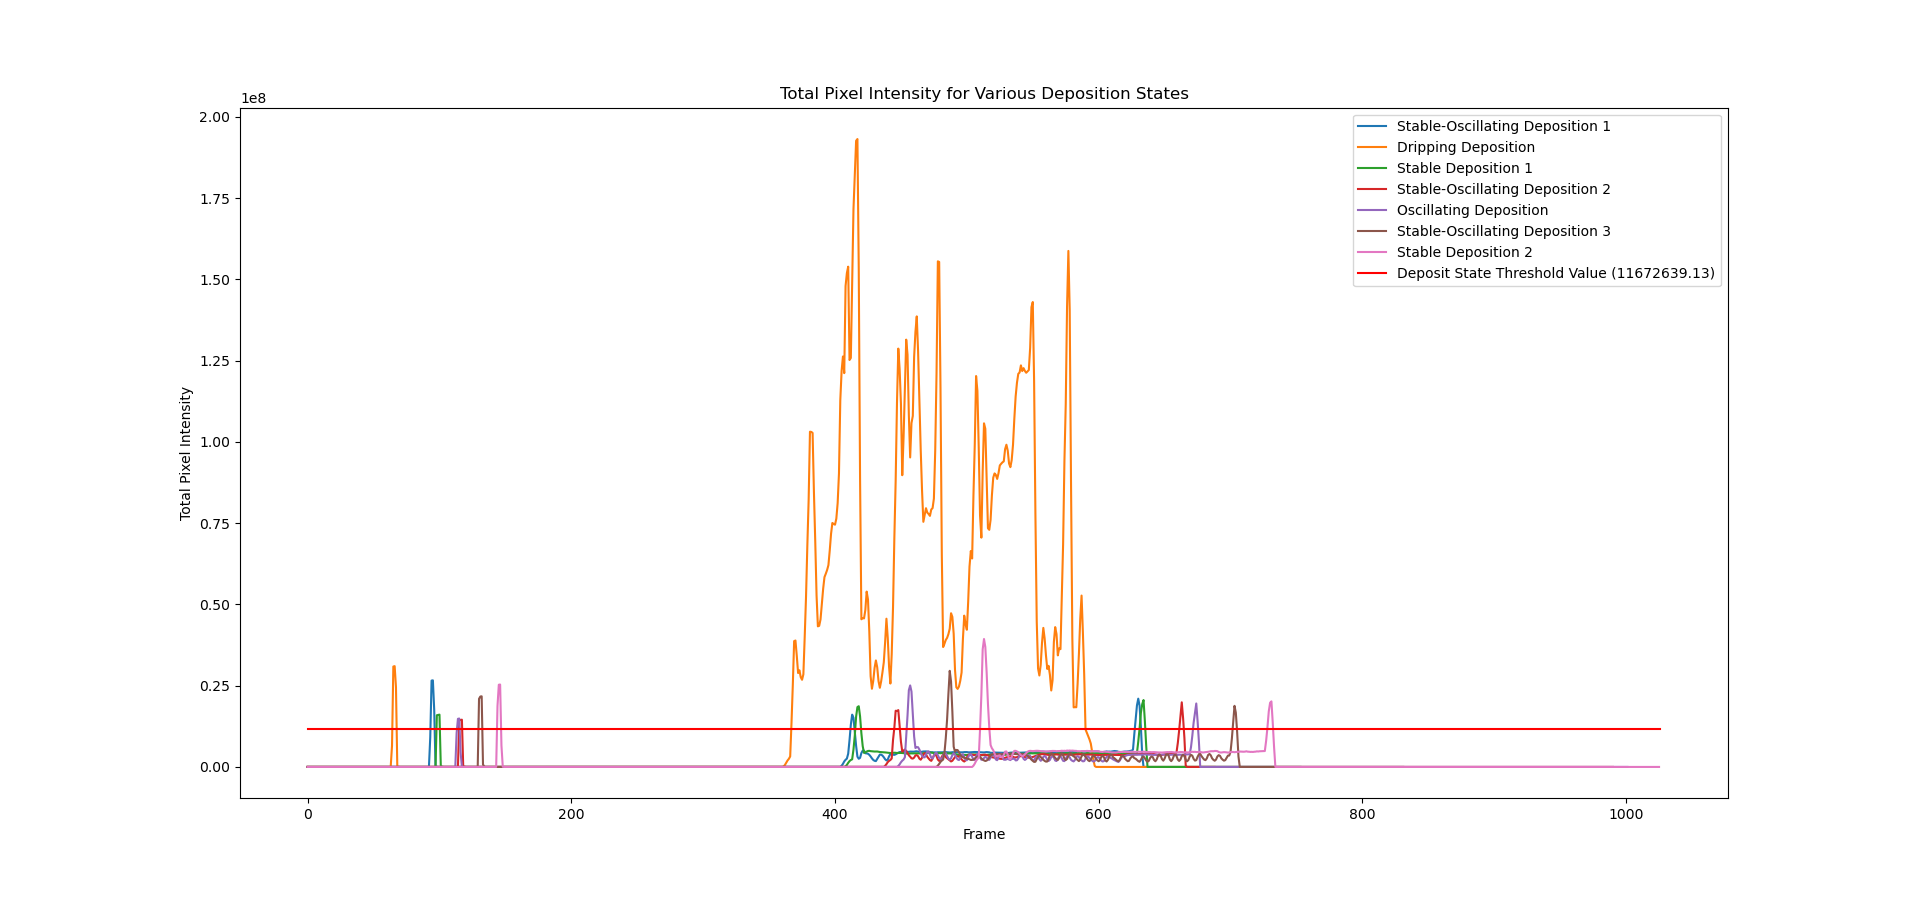 Total Pixel Intensity for Various Deposition States
1e8
2.00
1.75
1.50
1.25
1.00
0.75
0.50
0.25
0.00
Total Pixel Intensity
Stable-Oscillating Deposition 1
Dripping Deposition
Stable Deposition 1
Stable-Oscillating Deposition 2
Oscillating Deposition
Stable-Oscillating Deposition 3
Stable Deposition 2
Deposit State Threshold Value (11672639.13)
0 200 400 600 800 1000
Frame